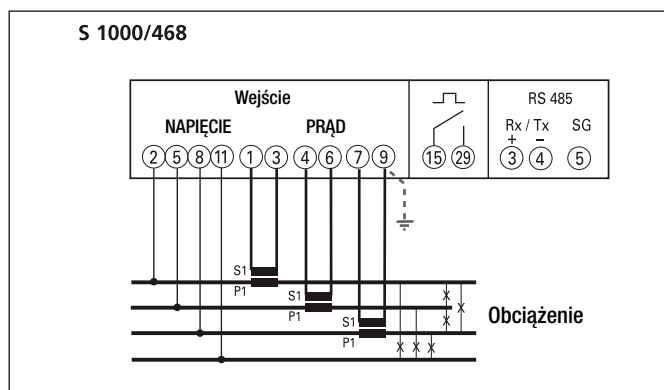 S 1000/468
Wejście
NAPIĘCIE PRĄD
RS 485
Rx / Tx SG
+ −
2 5 8 11 1 3 4 6 7 9 15 29 3 4 5
S1
P1
S1
P1
S1
P1
Obciążenie